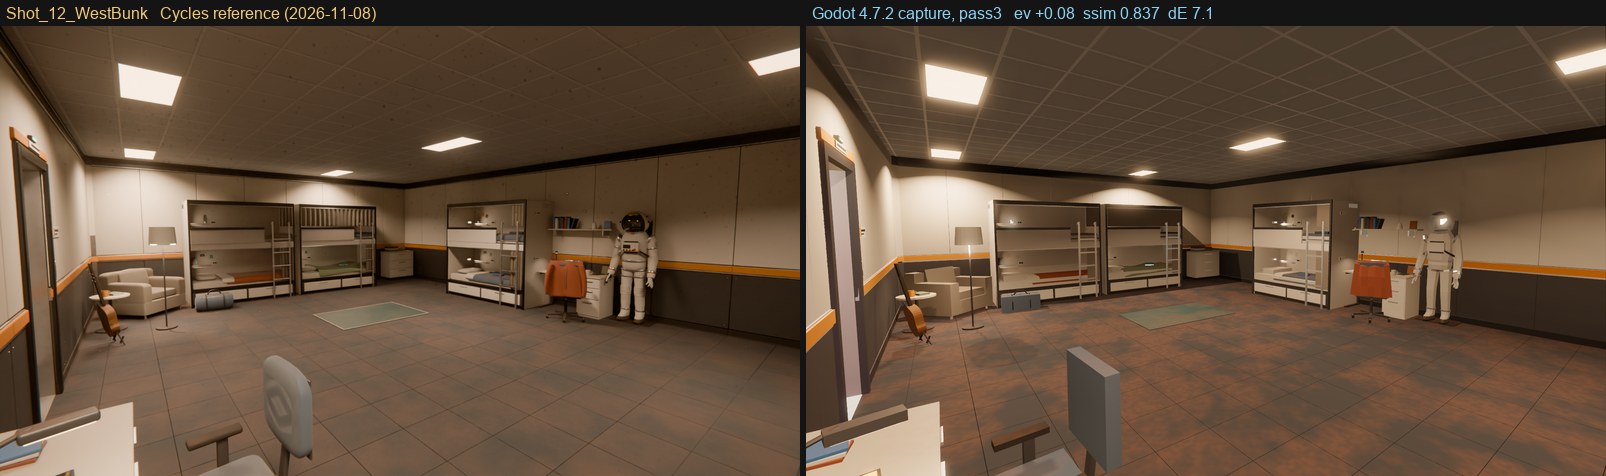 Shot_12_WestBunk Cycles reference (2026-11-08)
Godot 4.7.2 capture, pass3 ev +0.08 ssim 0.837 dE 7.1